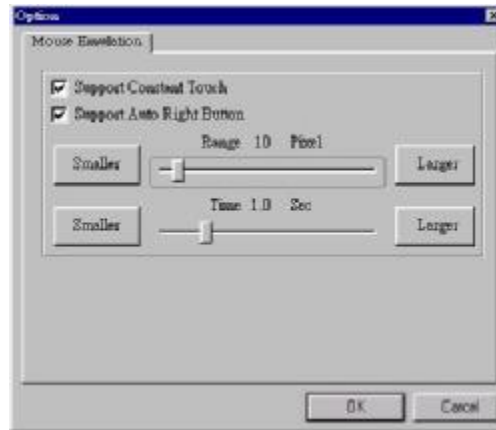 Option
Mouse Emulation
Support Constant Touch
Support Auto Right Button
Range 10 Pixel
Smaller
Larger
Time 1.0 Sec
Smaller
Larger
OK
Cancel